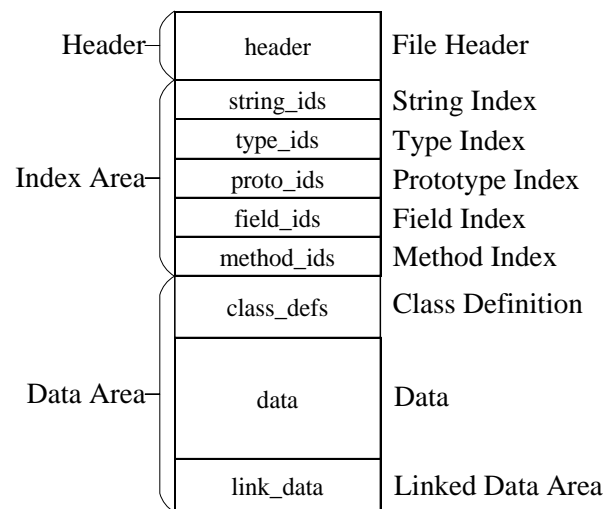 Header header File Header
string_ids String Index
type_ids Type Index
Index Area proto_ids Prototype Index
field_ids Field Index
method_ids Method Index
class_defs Class Definition
Data Area data Data
link_data Linked Data Area